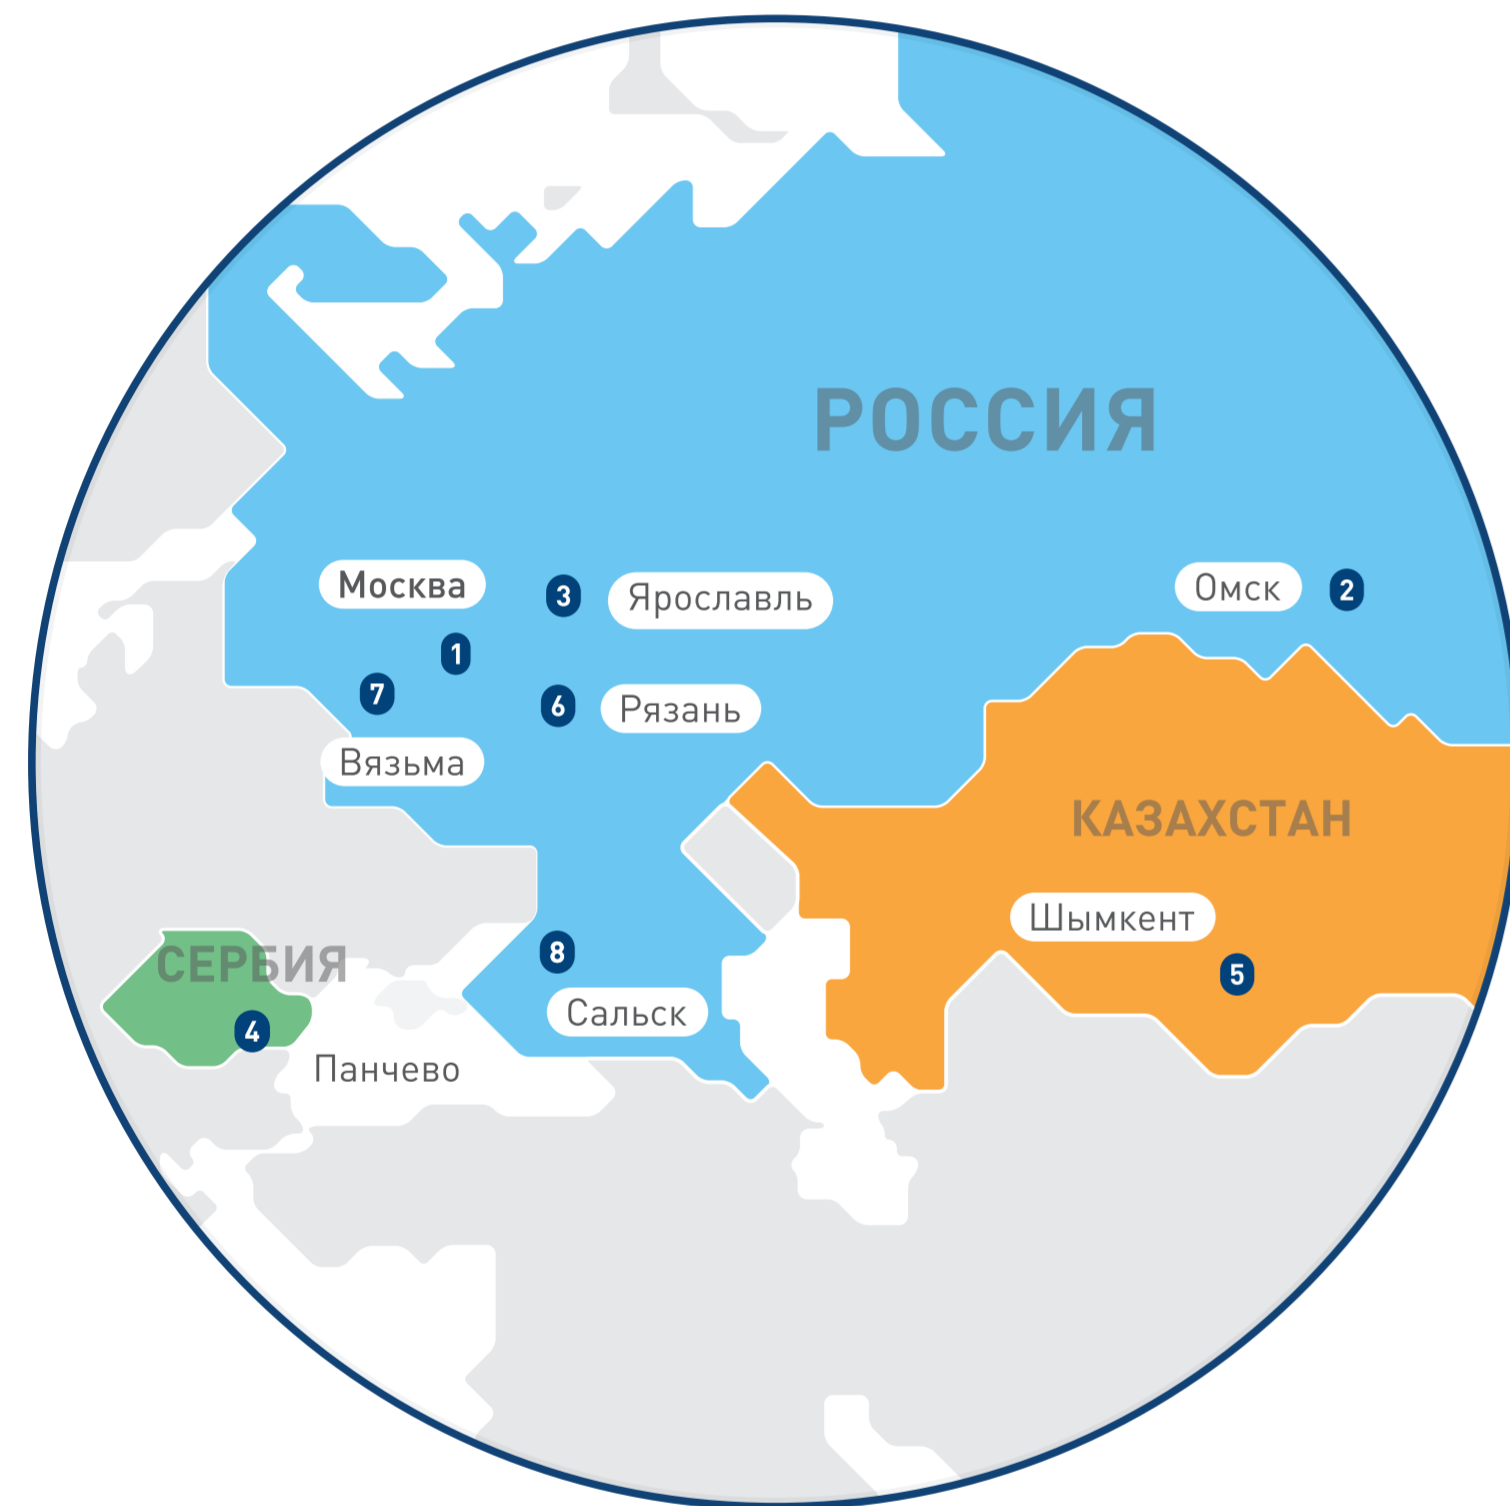 РОССИЯ
Москва
3 Ярославль
Омск 2
1
7
6 Рязань
Вязьма
КАЗАХСТАН
Шымкент
5
СЕРБИЯ
8
Сальск
4
Панчево